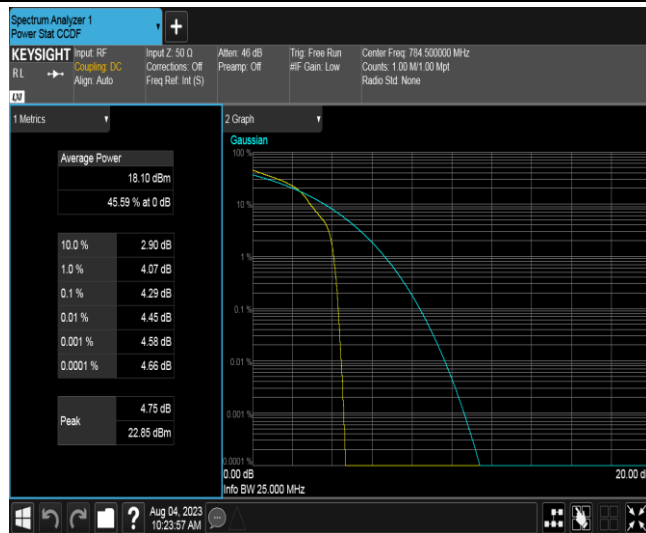 Spectrum Analyzer 1
Power Stat CCDF
+
KEYSIGHT
RL
LXI
Input: RF
Coupling: DC
Align: Auto
Input Z: 50 Ω
Corrections: Off
Freq Ref: Int (S)
Atten: 46 dB
Preamp: Off
Trig: Free Run
#IF Gain: Low
Center Freq: 784.500000 MHz
Counts: 1.00 M/1.00 Mpt
Radio Std: None
1 Metrics
Average Power
18.10 dBm
45.59 % at 0 dB
10.0 % 2.90 dB
1.0 % 4.07 dB
0.1 % 4.29 dB
0.01 % 4.45 dB
0.001 % 4.58 dB
0.0001 % 4.66 dB
Peak 4.75 dB
22.85 dBm
2 Graph
Gaussian
100 %
10 %
1 %
0.1 %
0.01 %
0.001 %
0.0001 %
0.00 dB 20.00 d
Info BW 25.000 MHz
?
Aug 04, 2023
10:23:57 AM